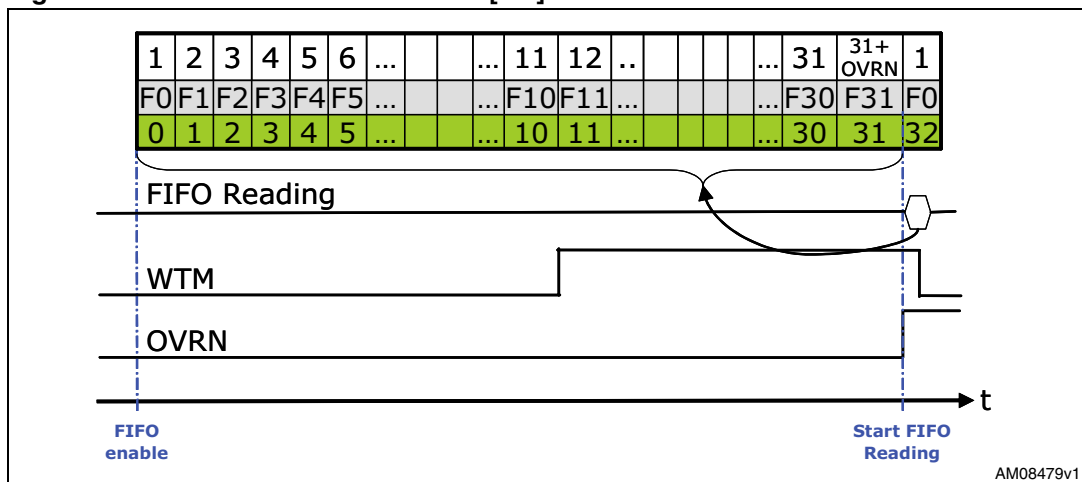 1 2 3 4 5 6 ... ... 11 12 .. ... 31 31+ OVRN 1
F0 F1 F2 F3 F4 F5 ... ... F10 F11 ... ... F30 F31 F0
0 1 2 3 4 5 ... ... 10 11 ... ... 30 31 32
FIFO Reading
WTM
OVRN
t
FIFO
enable
Start FIFO
Reading
AM08479v1